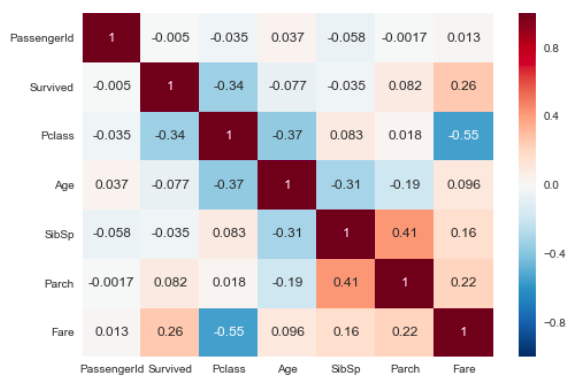 PassengerId 1 -0.005 -0.035 0.037 -0.058 -0.0017 0.013
0.8
Survived -0.005 1 -0.34 -0.077 -0.035 0.082 0.26
0.4
Pclass -0.035 -0.34 1 -0.37 0.083 0.018 -0.55
Age 0.037 -0.077 -0.37 1 -0.31 -0.19 0.096
0.0
SibSp -0.058 -0.035 0.083 -0.31 1 0.41 0.16
-0.4
Parch -0.0017 0.082 0.018 -0.19 0.41 1 0.22
Fare 0.013 0.26 -0.55 0.096 0.16 0.22 1
-0.8
PassengerId Survived Pclass Age SibSp Parch Fare